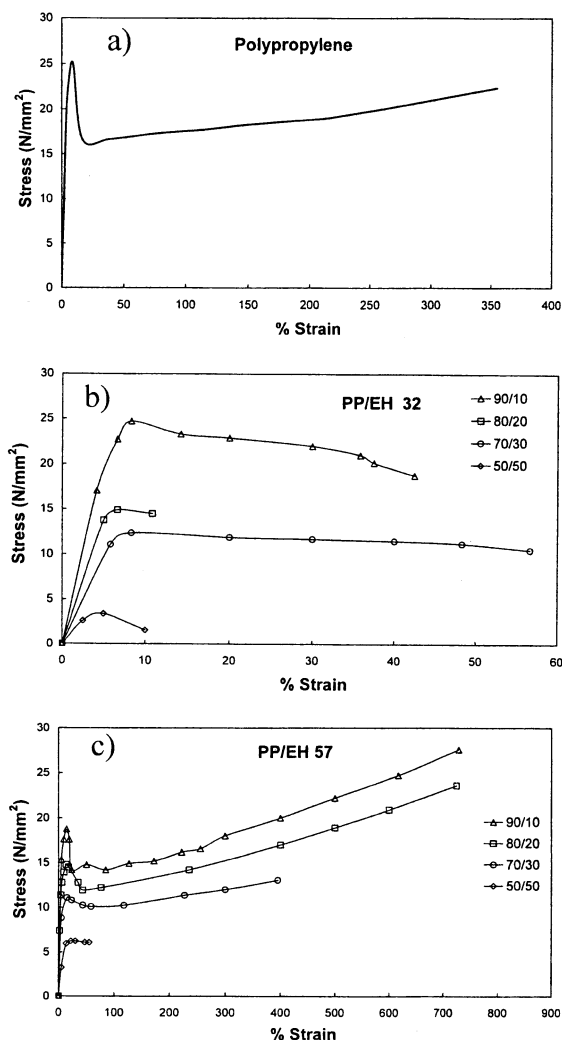 a)
Polypropylene
30
25
20
15
10
5
0
Stress (N/mm²)
0 50 100 150 200 250 300 350 400
% Strain
b)
PP/EH 32
90/10
80/20
70/30
50/50
30
25
20
15
10
5
0
Stress (N/mm²)
0 10 20 30 40 50 60
% Strain
c)
PP/EH 57
90/10
80/20
70/30
50/50
30
25
20
15
10
5
0
Stress (N/mm²)
0 100 200 300 400 500 600 700 800 900
% Strain